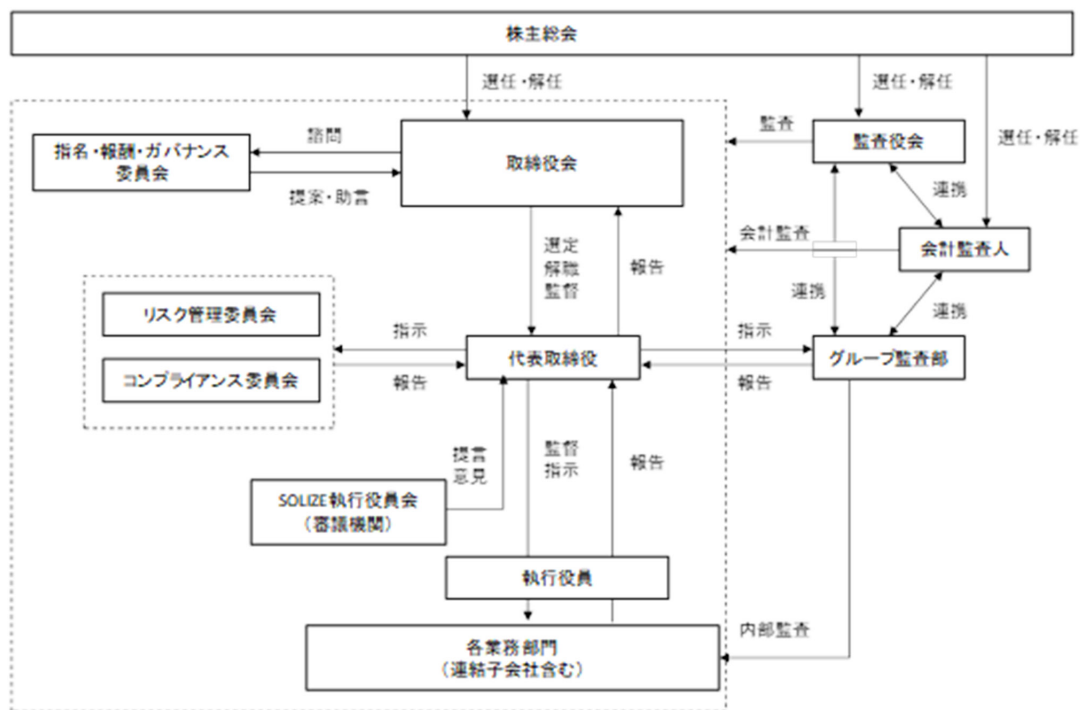 株主総会
選任・解任
選任・解任
選任・解任
指名・報酬・ガバナンス
委員会
諮問
提案・助言
取締役会
監査
監査役会
連携
会計監査
会計監査人
選定
解職
監督
報告
連携
連携
リスク管理委員会
コンプライアンス委員会
指示
報告
代表取締役
指示
報告
グループ監査部
提言
意見
監督
指示
報告
SOLIZE執行役員会
（審議機関）
執行役員
各業務部門
（連結子会社含む）
内部監査